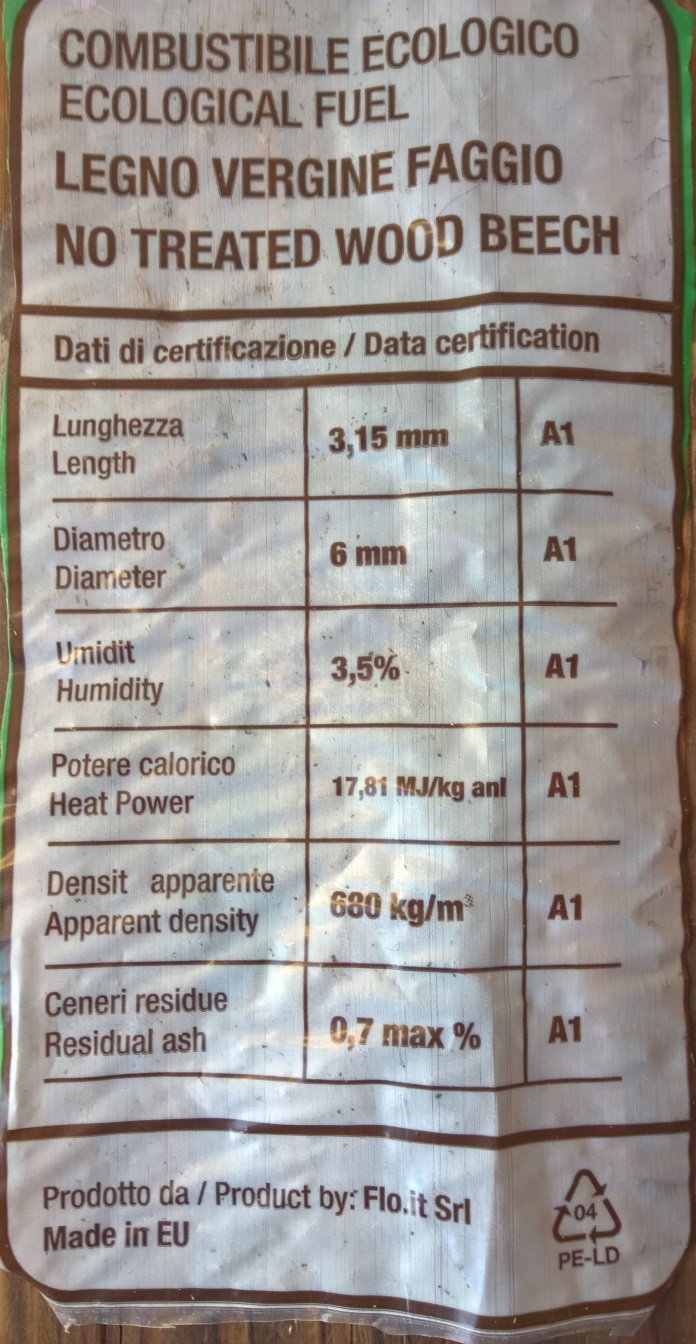 COMBUSTIBILE ECOLOGICO
ECOLOGICAL FUEL
LEGNO VERGINE FAGGIO
NO TREATED WOOD BEECH
Dati di certificazione / Data certification
Lunghezza
Length
3,15 mm
A1
Diametro
Diameter
6 mm
A1
Umidit
Humidity
3,5%
A1
Potere calorico
Heat Power
17,81 MJ/kg anl
A1
Densit apparente
Apparent density
680 kg/m³
A1
Ceneri residue
Residual ash
0,7 max %
A1
Prodotto da / Product by: Flo.it Srl
Made in EU
04
PE-LD